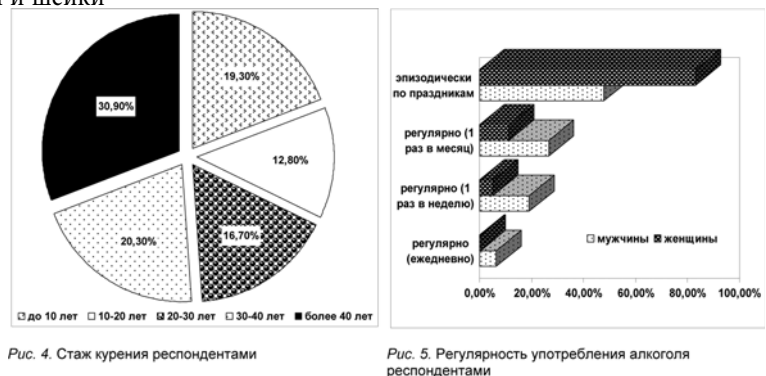 и шейки
19,30%
30,90%
12,80%
20,30%
16,70%
до 10 лет 10-20 лет 20-30 лет 30-40 лет более 40 лет
Рис. 4. Стаж курения респондентами
эпизодически
по праздникам
регулярно (1
раз в месяц)
регулярно (1
раз в неделю)
регулярно
(ежедневно)
мужчины женщины
0,00% 20,00% 40,00% 60,00% 80,00% 100,00%
Рис. 5. Регулярность употребления алкоголя
респондентами